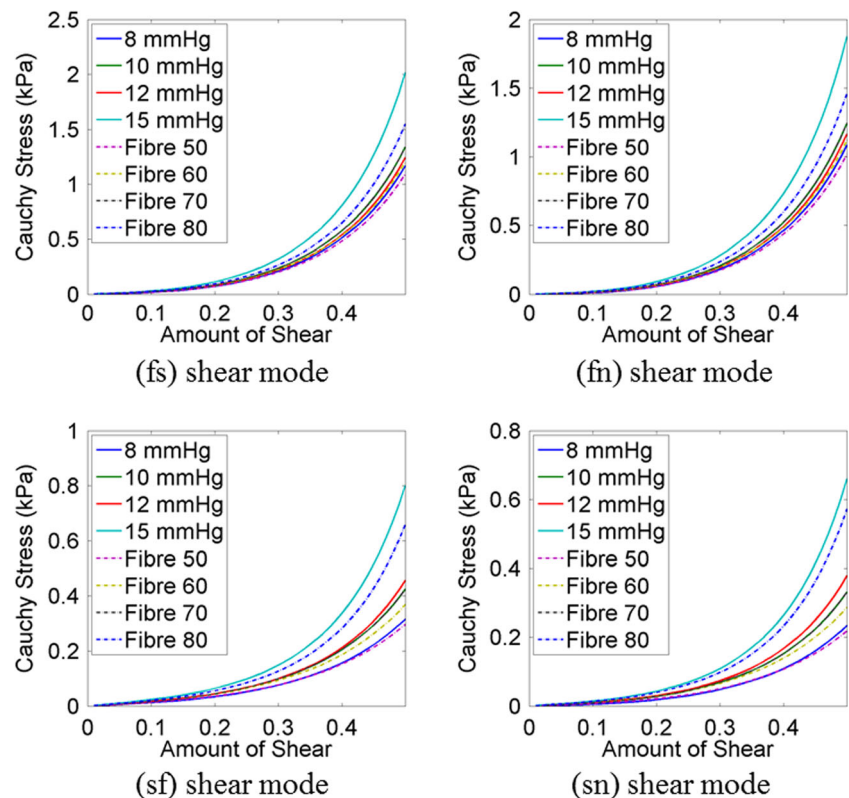 2.5
2
1.5
1
0.5
0
Cauchy Stress (kPa)
8 mmHg
10 mmHg
12 mmHg
15 mmHg
Fibre 50
Fibre 60
Fibre 70
Fibre 80
0 0.1 0.2 0.3 0.4
Amount of Shear
(fs) shear mode
2
1.5
1
0.5
0
Cauchy Stress (kPa)
8 mmHg
10 mmHg
12 mmHg
15 mmHg
Fibre 50
Fibre 60
Fibre 70
Fibre 80
0 0.1 0.2 0.3 0.4
Amount of Shear
(fn) shear mode
1
0.8
0.6
0.4
0.2
0
Cauchy Stress (kPa)
8 mmHg
10 mmHg
12 mmHg
15 mmHg
Fibre 50
Fibre 60
Fibre 70
Fibre 80
0 0.1 0.2 0.3 0.4
Amount of Shear
(sf) shear mode
0.8
0.6
0.4
0.2
0
Cauchy Stress (kPa)
8 mmHg
10 mmHg
12 mmHg
15 mmHg
Fibre 50
Fibre 60
Fibre 70
Fibre 80
0 0.1 0.2 0.3 0.4
Amount of Shear
(sn) shear mode